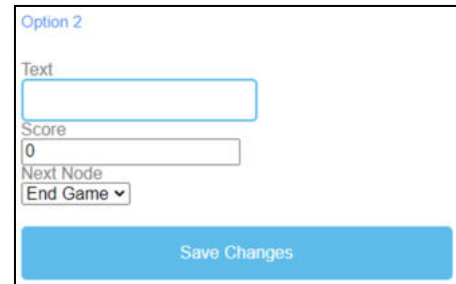 Option 2
Text
Score
0
Next Node
End Game
Save Changes